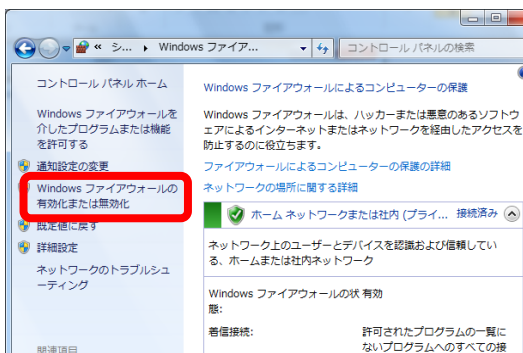 « シ... ▸ Windows ファイアウ...
コントロール パネルの検索
コントロール パネル ホーム
Windows ファイアウォールを
介したプログラムまたは機能
を許可する
通知設定の変更
Windows ファイアウォールの
有効化または無効化
既定値に戻す
詳細設定
ネットワークのトラブルシュ
ーティング
関連項目
Windows ファイアウォールによるコンピューターの保護
Windows ファイアウォールは、ハッカーまたは悪意のあるソフトウ
ェアによるインターネットまたはネットワークを経由したアクセスを
防止するのに役立ちます。
ファイアウォールによるコンピューターの保護の詳細
ネットワークの場所に関する詳細
ホーム ネットワークまたは社内 (プライ... 接続済み
ネットワーク上のユーザーとデバイスを認識および信頼してい
る、ホームまたは社内ネットワーク
Windows ファイアウォールの状 有効
態:
着信接続: 許可されたプログラムの一覧に
ないプログラムへのすべての接